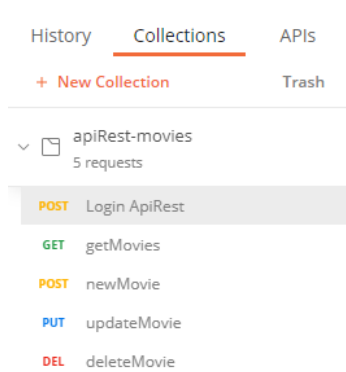 History Collections APIs
+ New Collection Trash
apiRest-movies
5 requests
POST Login ApiRest
GET getMovies
POST newMovie
PUT updateMovie
DEL deleteMovie